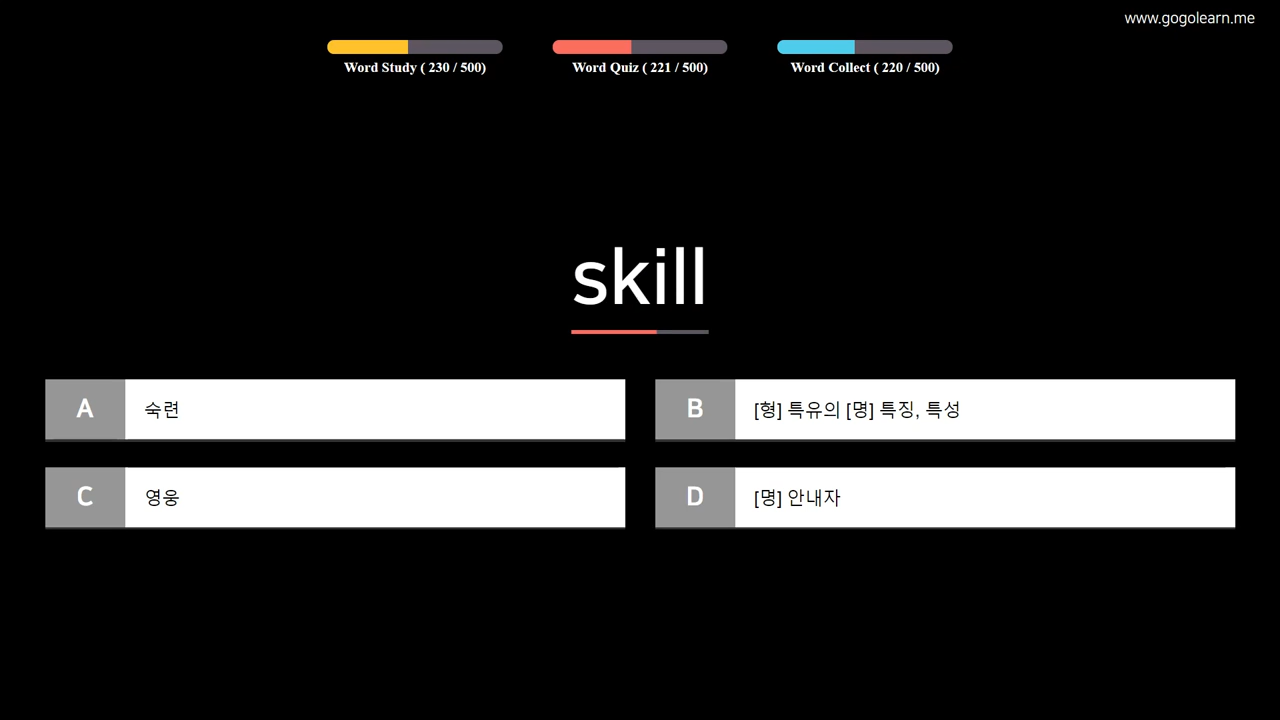 www.gogolearn.me
Word Study ( 230 / 500)
Word Quiz ( 221 / 500)
Word Collect ( 220 / 500)
skill
A 숙련
B [형] 특유의 [명] 특징, 특성
C 영웅
D [명] 안내자